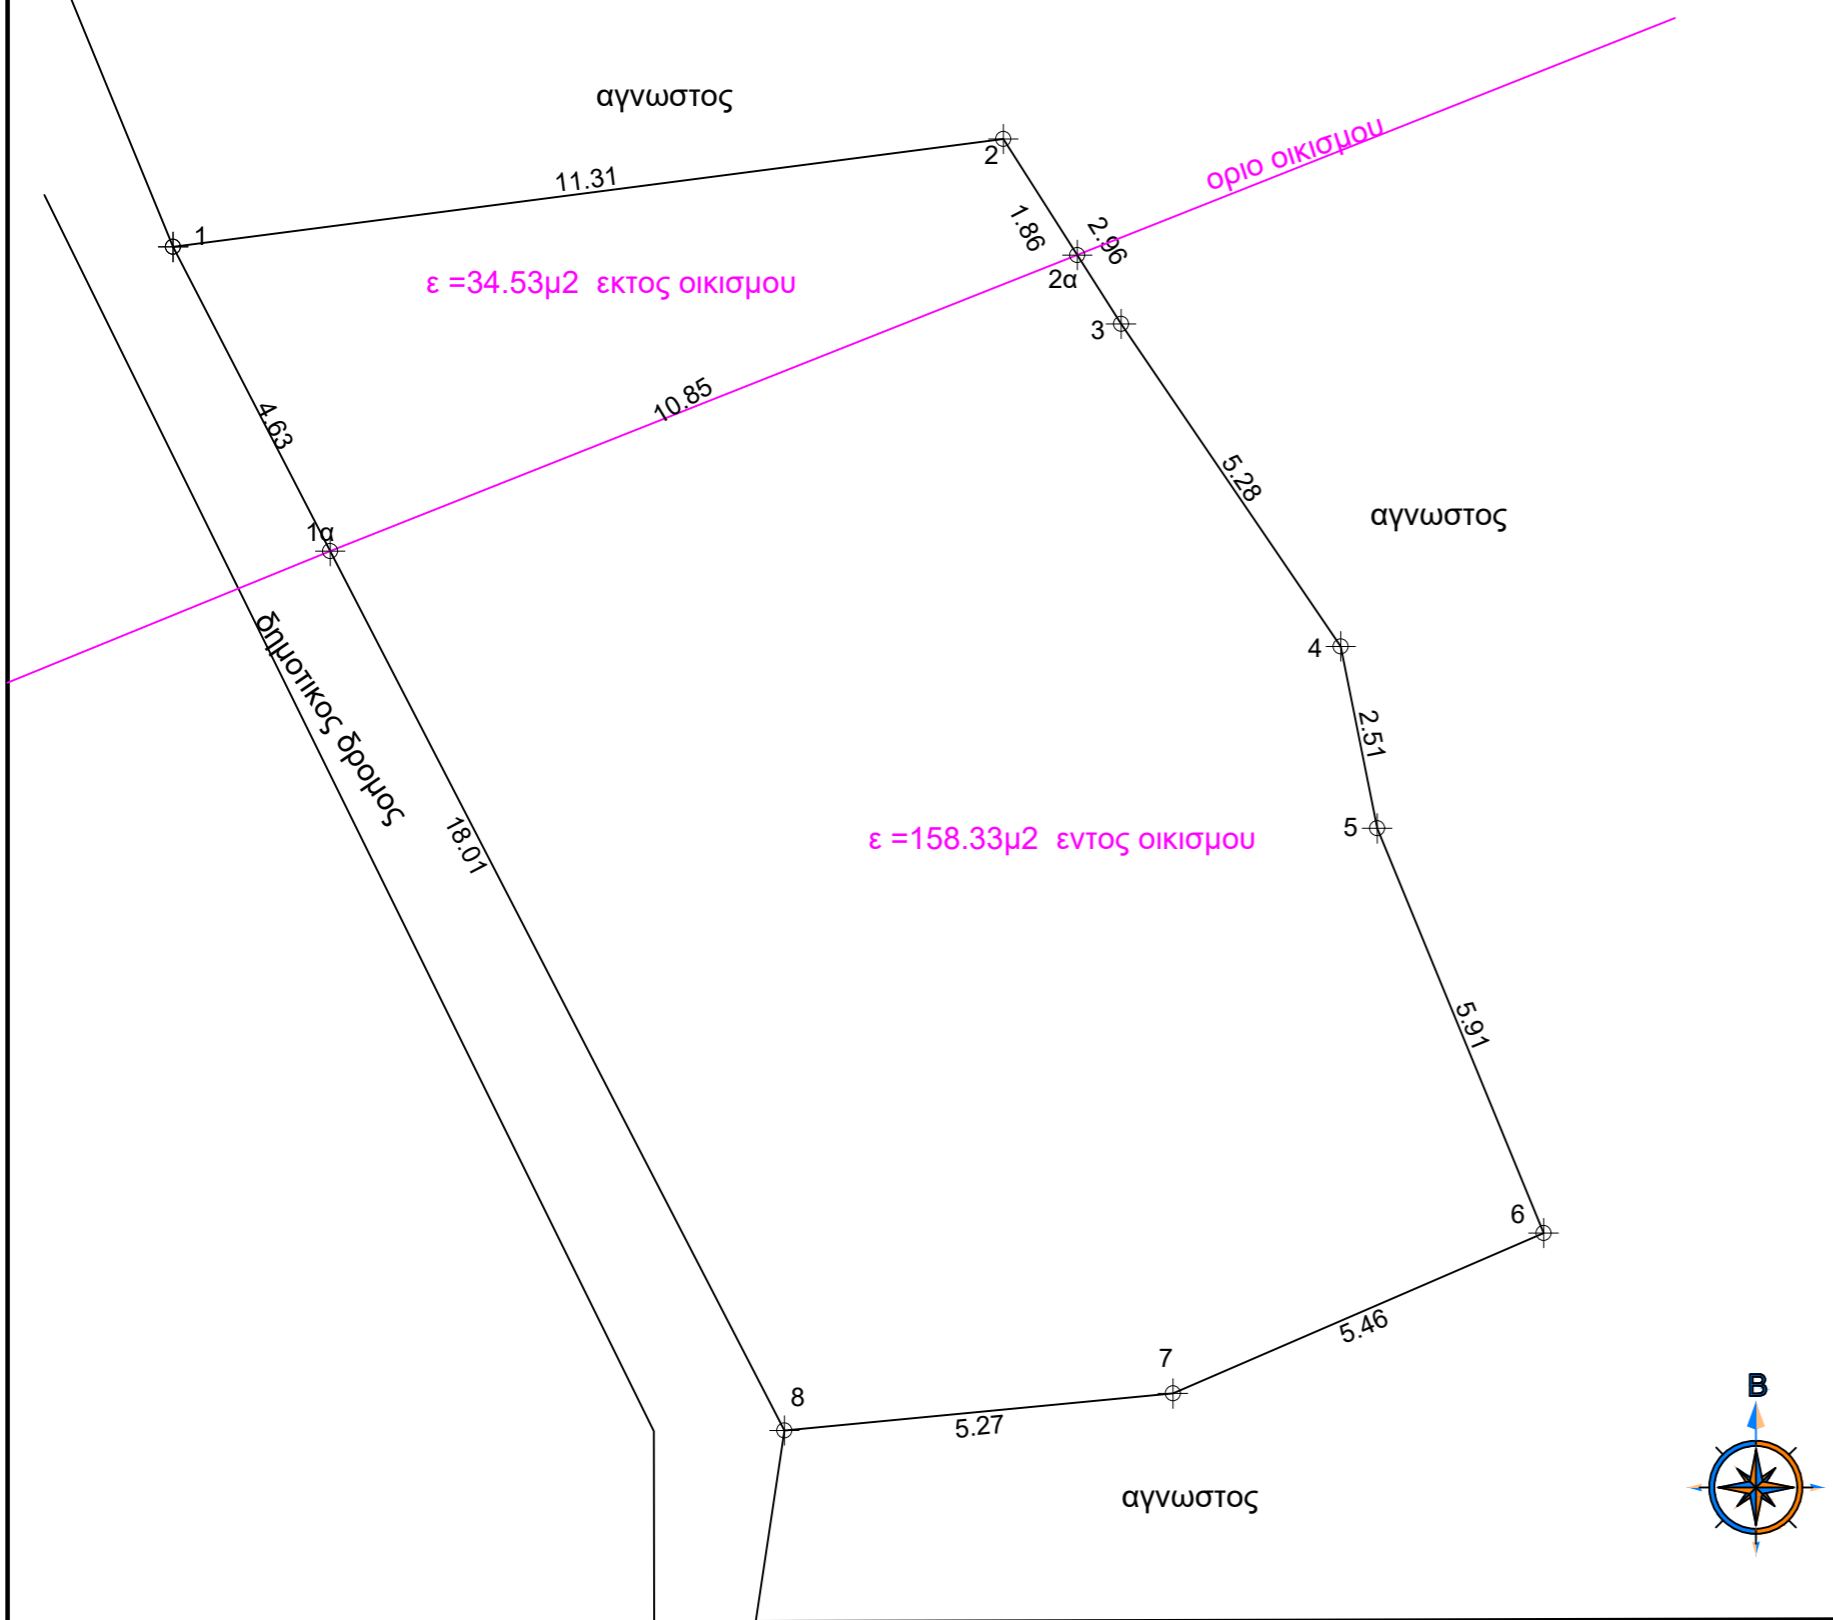 αγνωστος
2
οριο οικισμου
11.31
1
1.86
2.96
2α
ε =34.53μ2 εκτος οικισμου
3
10.85
4.63
5.28
αγνωστος
1α
4
δημοτικος δρομος
2.51
5
18.01
ε =158.33μ2 εντος οικισμου
5.91
6
5.46
7
8
5.27
Β
αγνωστος